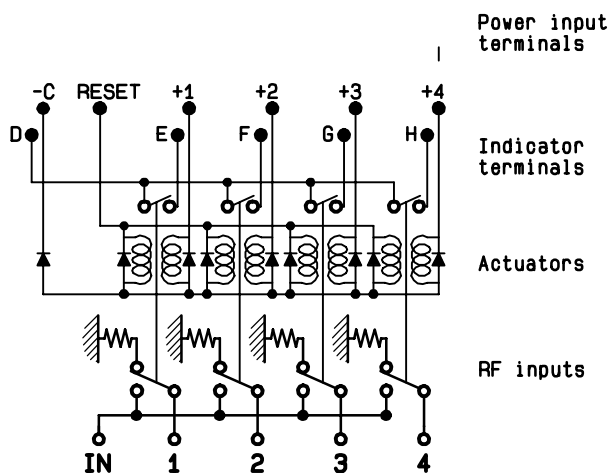 Power input
terminals
-C RESET +1 +2 +3 +4
D E F G H
Indicator
terminals
Actuators
RF inputs
IN 1 2 3 4